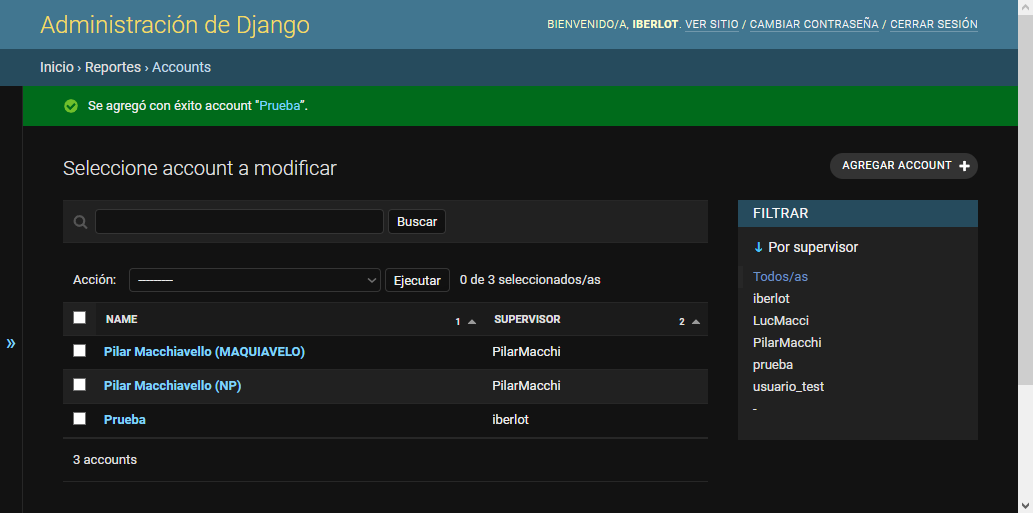 Administración de Django
BIENVENIDO/A, IBERLOT. VER SITIO / CAMBIAR CONTRASEÑA / CERRAR SESIÓN
Inicio › Reportes › Accounts
Se agregó con éxito account "Prueba".
Seleccione account a modificar
AGREGAR ACCOUNT +
Buscar
Acción: ---------
Ejecutar
0 de 3 seleccionados/as
NAME 1 SUPERVISOR 2
Pilar Macchiavello (MAQUIAVELO) PilarMacchi
Pilar Macchiavello (NP) PilarMacchi
Prueba iberlot
3 accounts
FILTRAR
↓ Por supervisor
Todos/as
iberlot
LucMacci
PilarMacchi
prueba
usuario_test
-
»